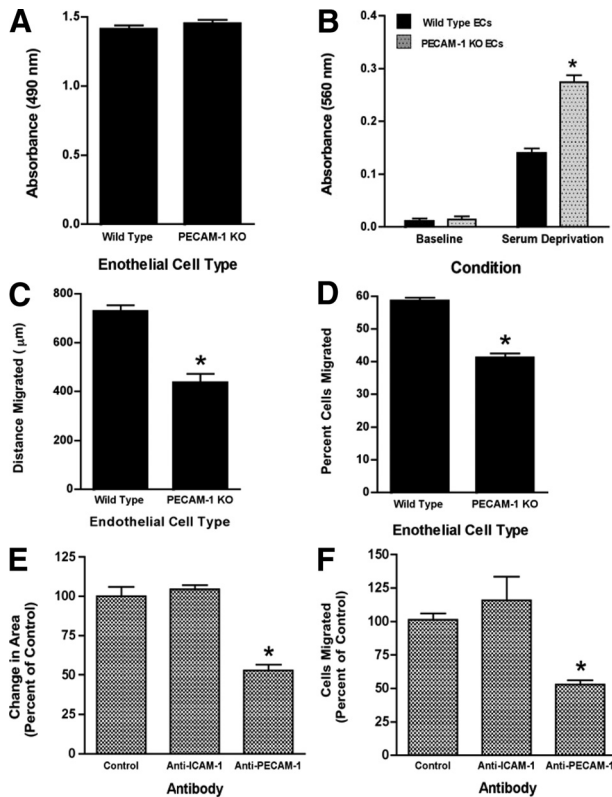 A
Absorbance (490 nm)
1.5
1.0
0.5
0.0
Wild Type PECAM-1 KO
Enothelial Cell Type
B
Absorbance (560 nm)
0.4
0.3
0.2
0.1
0.0
Wild Type ECs
PECAM-1 KO ECs
*
Baseline Serum Deprivation
Condition
C
Distance Migrated ( μm)
800
600
400
200
0
*
Wild Type PECAM-1 KO
Endothelial Cell Type
D
Percent Cells Migrated
60
50
40
30
20
10
0
*
Wild Type PECAM-1 KO
Enothelial Cell Type
E
Change in Area
(Percent of Control)
125
100
75
50
25
0
*
Control Anti-ICAM-1 Anti-PECAM-1
Antibody
F
Cells Migrated
(Percent of Control)
150
125
100
75
50
25
0
*
Control Anti-ICAM-1 Anti-PECAM-1
Antibody